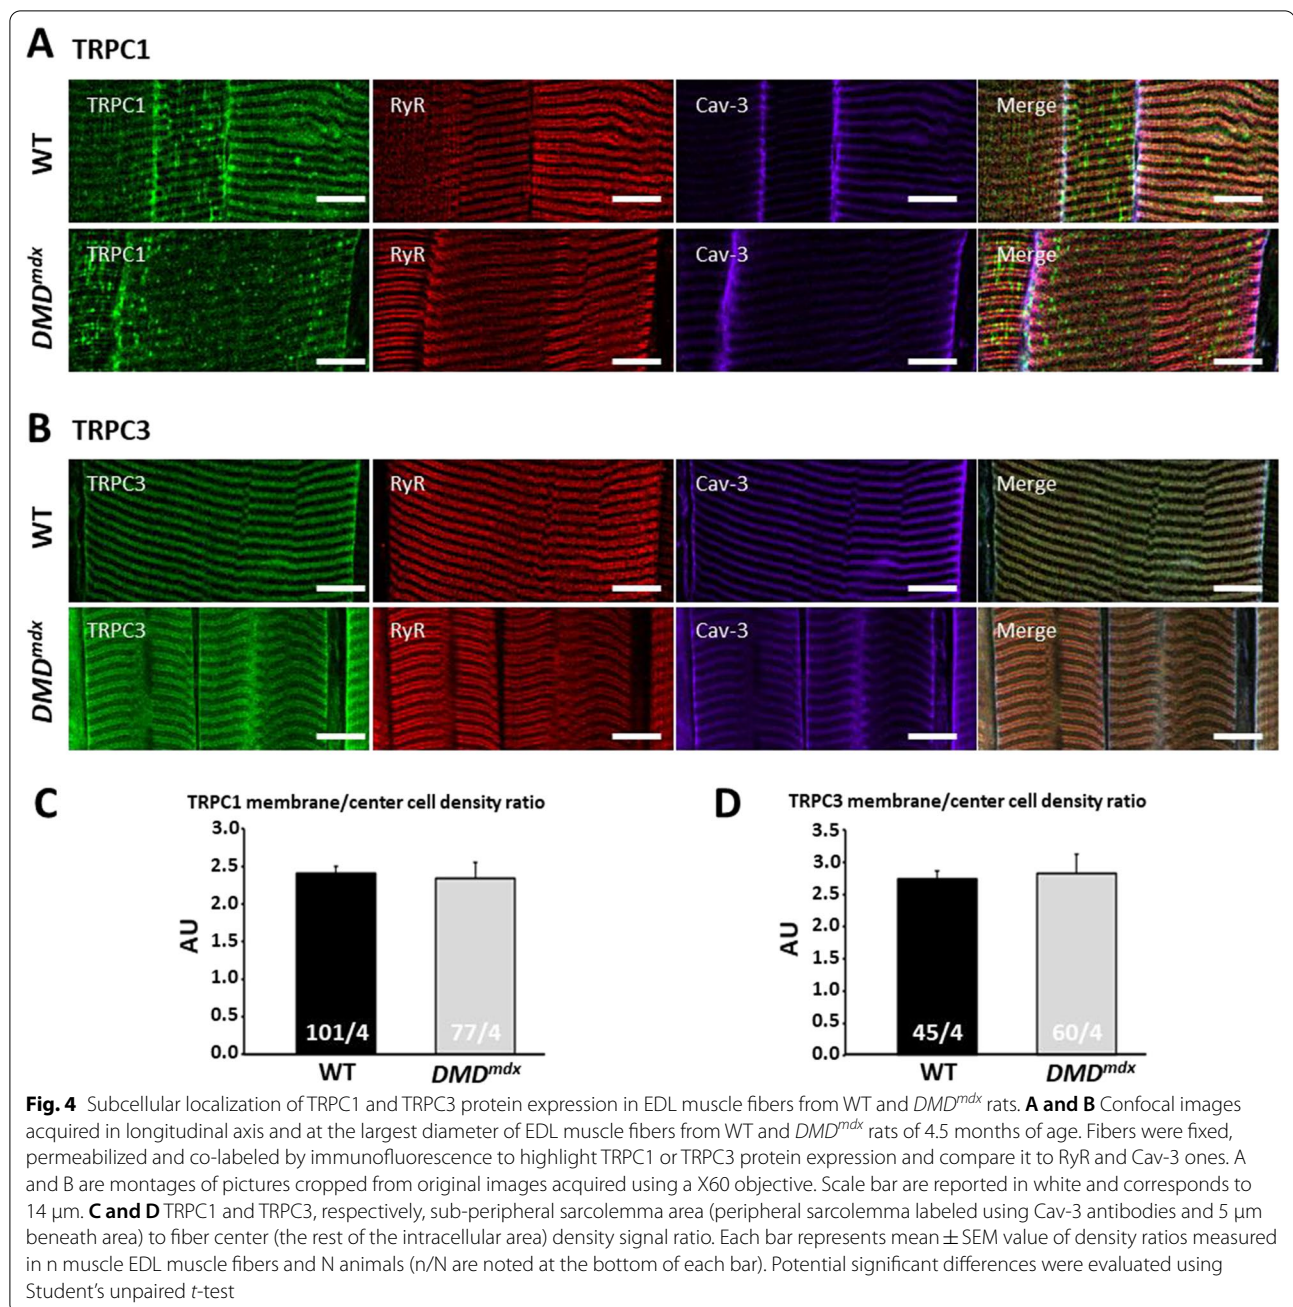 A TRPC1
WT
TRPC1 RyR Cav-3 Merge
DMDmdx
TRPC1 RyR Cav-3 Merge
B TRPC3
WT
TRPC3 RyR Cav-3 Merge
DMDmdx
TRPC3 RyR Cav-3 Merge
C
TRPC1 membrane/center cell density ratio
3.0
2.5
2.0
1.5
1.0
0.5
0.0
AU
101/4 77/4
WT DMDmdx
D
TRPC3 membrane/center cell density ratio
3.5
3.0
2.5
2.0
1.5
1.0
0.5
0.0
AU
45/4 60/4
WT DMDmdx
Fig. 4 Subcellular localization of TRPC1 and TRPC3 protein expression in EDL muscle fibers from WT and DMDmdx rats. A and B Confocal images
acquired in longitudinal axis and at the largest diameter of EDL muscle fibers from WT and DMDmdx rats of 4.5 months of age. Fibers were fixed,
permeabilized and co-labeled by immunofluorescence to highlight TRPC1 or TRPC3 protein expression and compare it to RyR and Cav-3 ones. A
and B are montages of pictures cropped from original images acquired using a X60 objective. Scale bar are reported in white and corresponds to
14 μm. C and D TRPC1 and TRPC3, respectively, sub-peripheral sarcolemma area (peripheral sarcolemma labeled using Cav-3 antibodies and 5 μm
beneath area) to fiber center (the rest of the intracellular area) density signal ratio. Each bar represents mean ± SEM value of density ratios measured
in n muscle EDL muscle fibers and N animals (n/N are noted at the bottom of each bar). Potential significant differences were evaluated using
Student's unpaired t-test